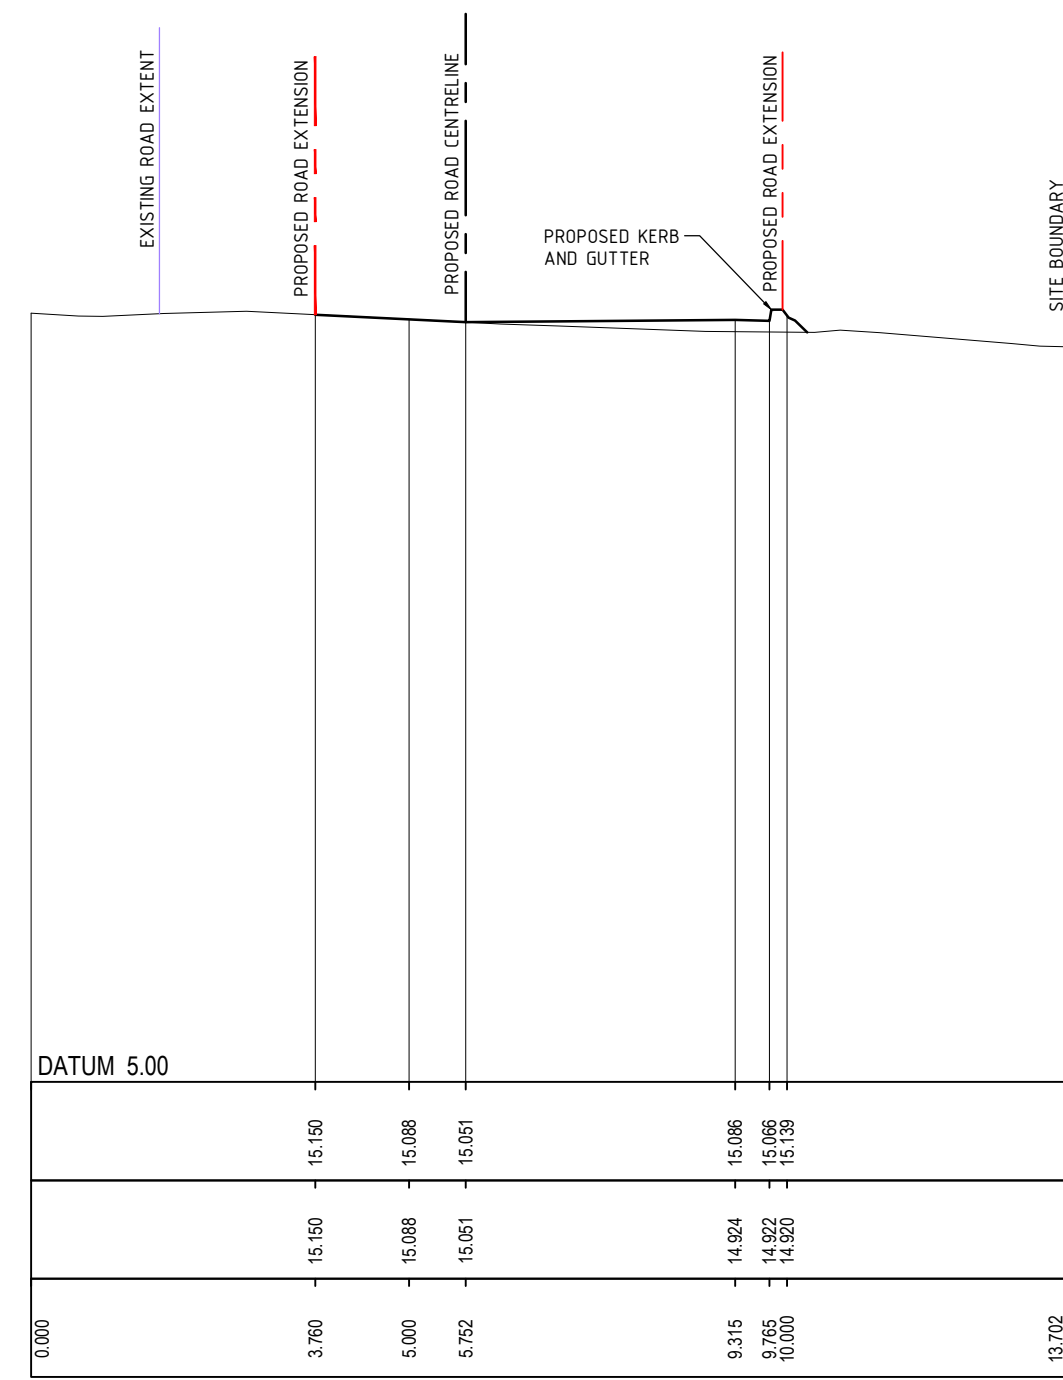 EXISTING ROAD EXTENT
PROPOSED ROAD EXTENSION
PROPOSED ROAD CENTRELINE
PROPOSED KERB
AND GUTTER
PROPOSED ROAD EXTENSION
SITE BOUNDARY
DATUM 5.00
15.150 15.088 15.051 15.086 15.066 15.139
15.150 15.088 15.051 14.924 14.922 14.920
0.000 3.760 5.000 5.752 9.315 9.765 10.000 13.702